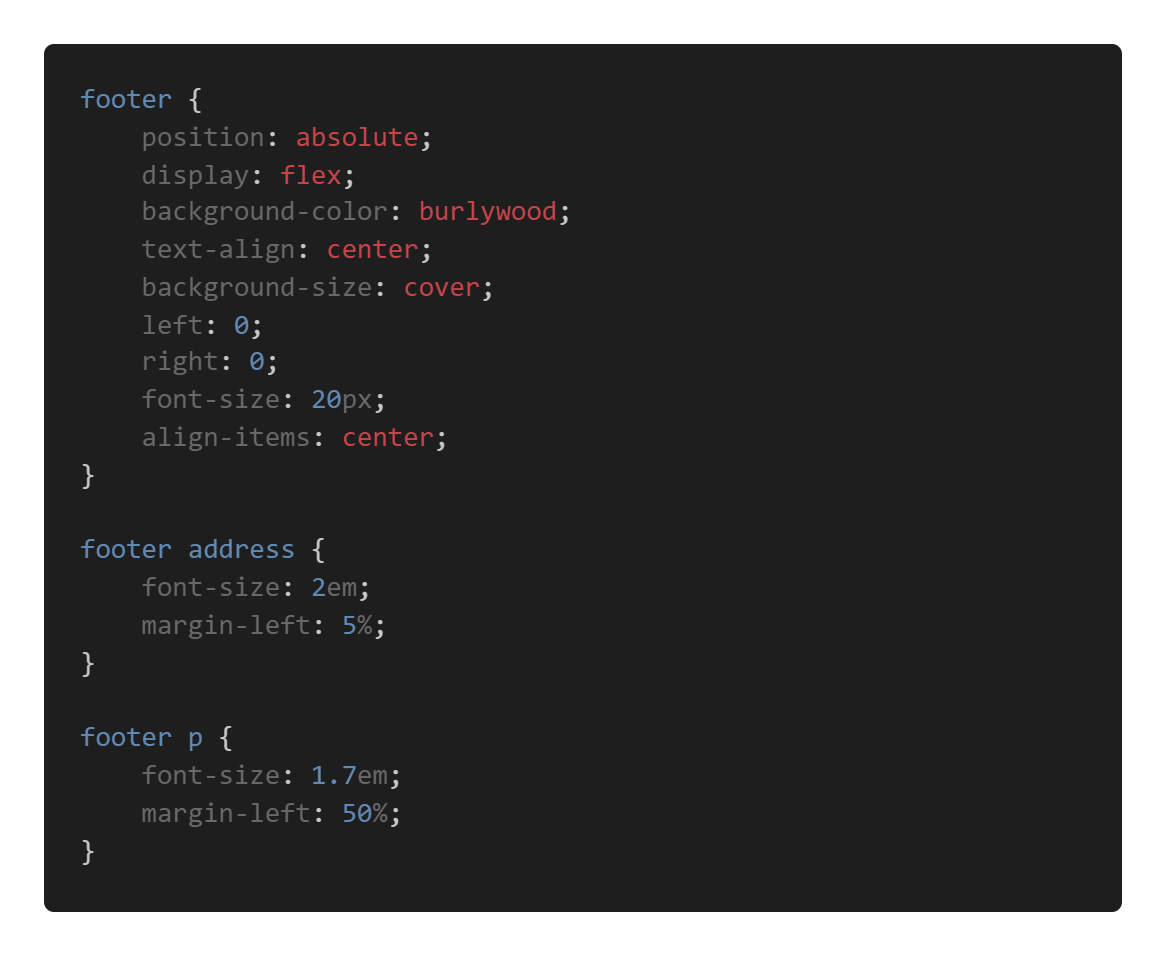 footer {
    position: absolute;
    display: flex;
    background-color: burlywood;
    text-align: center;
    background-size: cover;
    left: 0;
    right: 0;
    font-size: 20px;
    align-items: center;
}

footer address {
    font-size: 2em;
    margin-left: 5%;
}

footer p {
    font-size: 1.7em;
    margin-left: 50%;
}